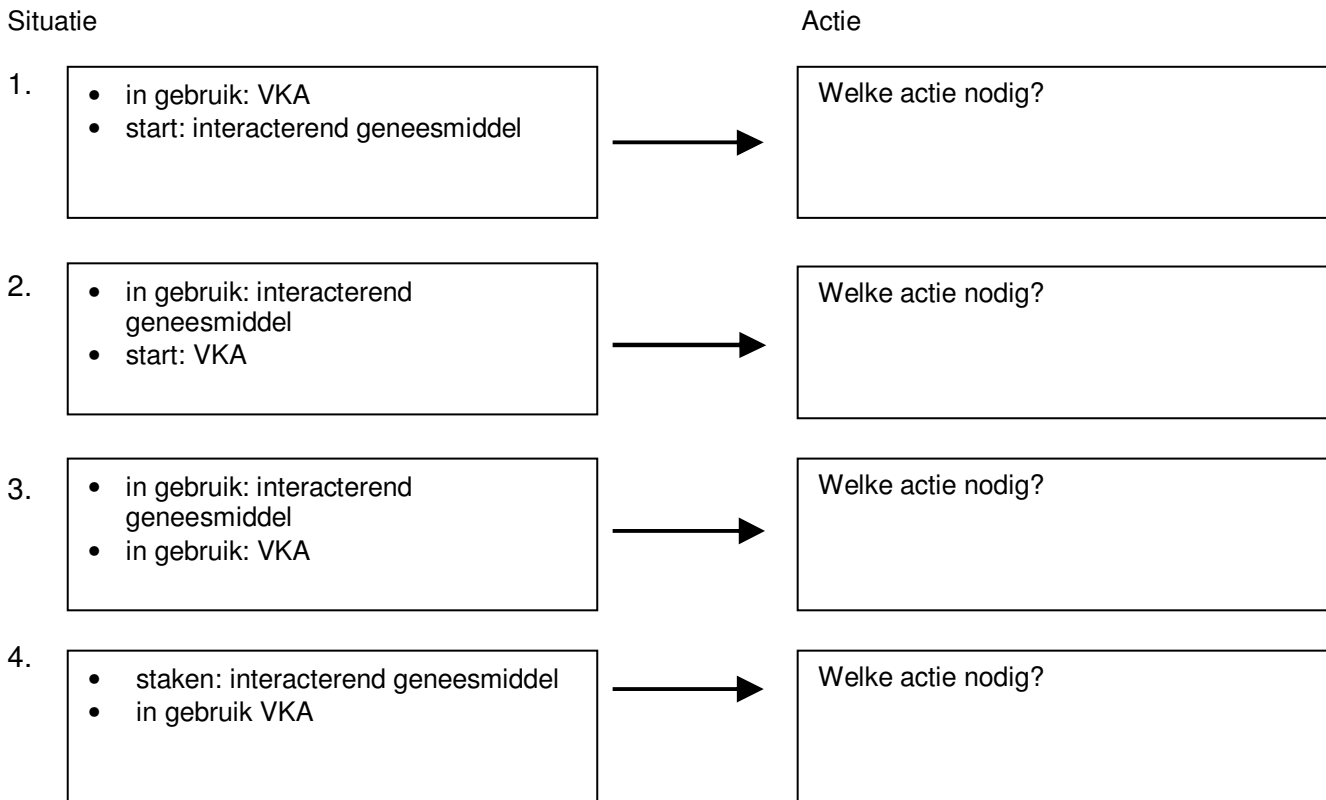 Situatie
Actie
1.
• in gebruik: VKA
• start: interacterend geneesmiddel
Welke actie nodig?
2.
• in gebruik: interacterend
geneesmiddel
• start: VKA
Welke actie nodig?
3.
• in gebruik: interacterend
geneesmiddel
• in gebruik: VKA
Welke actie nodig?
4.
• staken: interacterend geneesmiddel
• in gebruik VKA
Welke actie nodig?